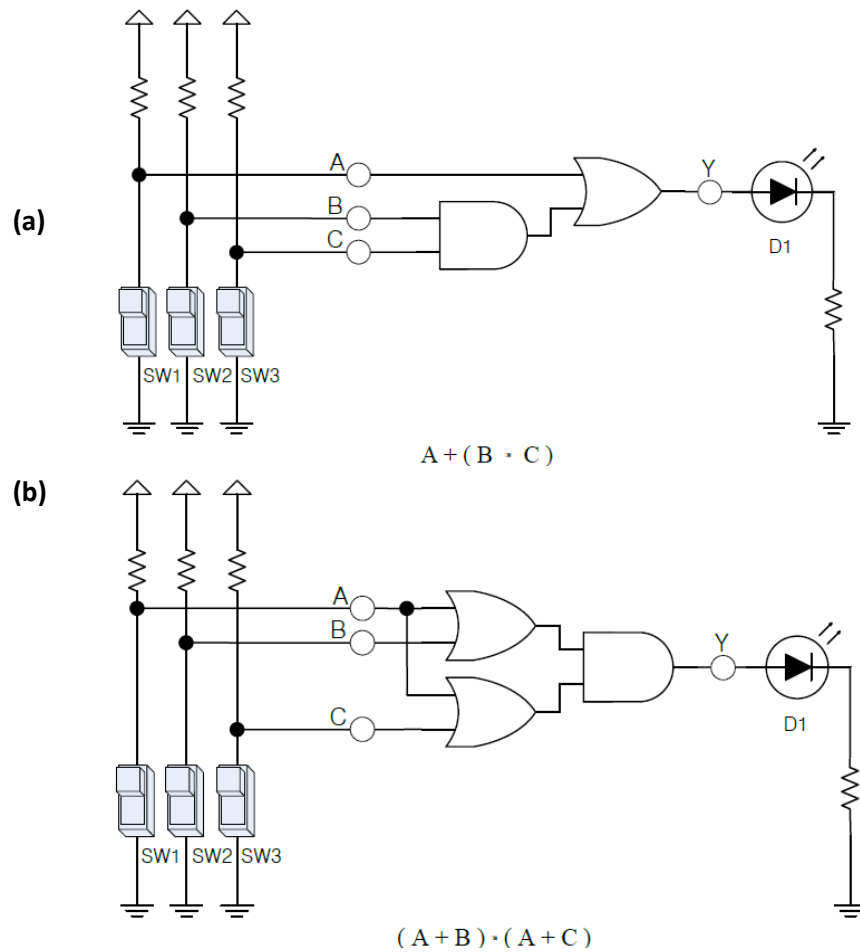 (a)
A
B
C
Y
D1
SW1 SW2 SW3
A + ( B · C )
(b)
A
B
C
Y
D1
SW1 SW2 SW3
( A + B ) · ( A + C )